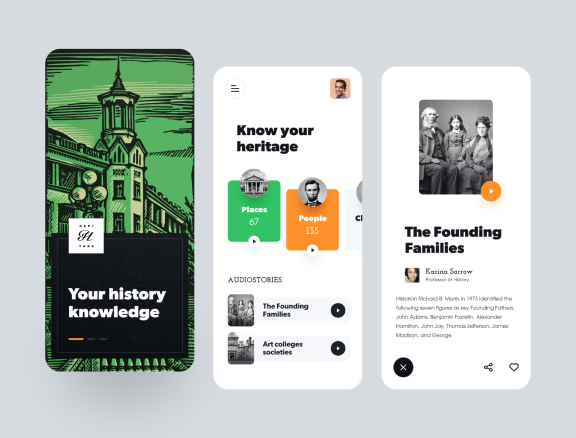 HERI
H
TAGE
Your history
knowledge
Know your
heritage
Places
67
People
135
Cl
AUDIOSTORIES
The Founding
Families
Art colleges
societies
The Founding
Families
Karina Sarrow
Professor of History
Historian Richard B. Morris in 1973 identified the
following seven figures as key Founding Fathers
John Adams, Benjamin Franklin, Alexander
Hamilton, John Jay, Thomas Jefferson, James
Madison, and George